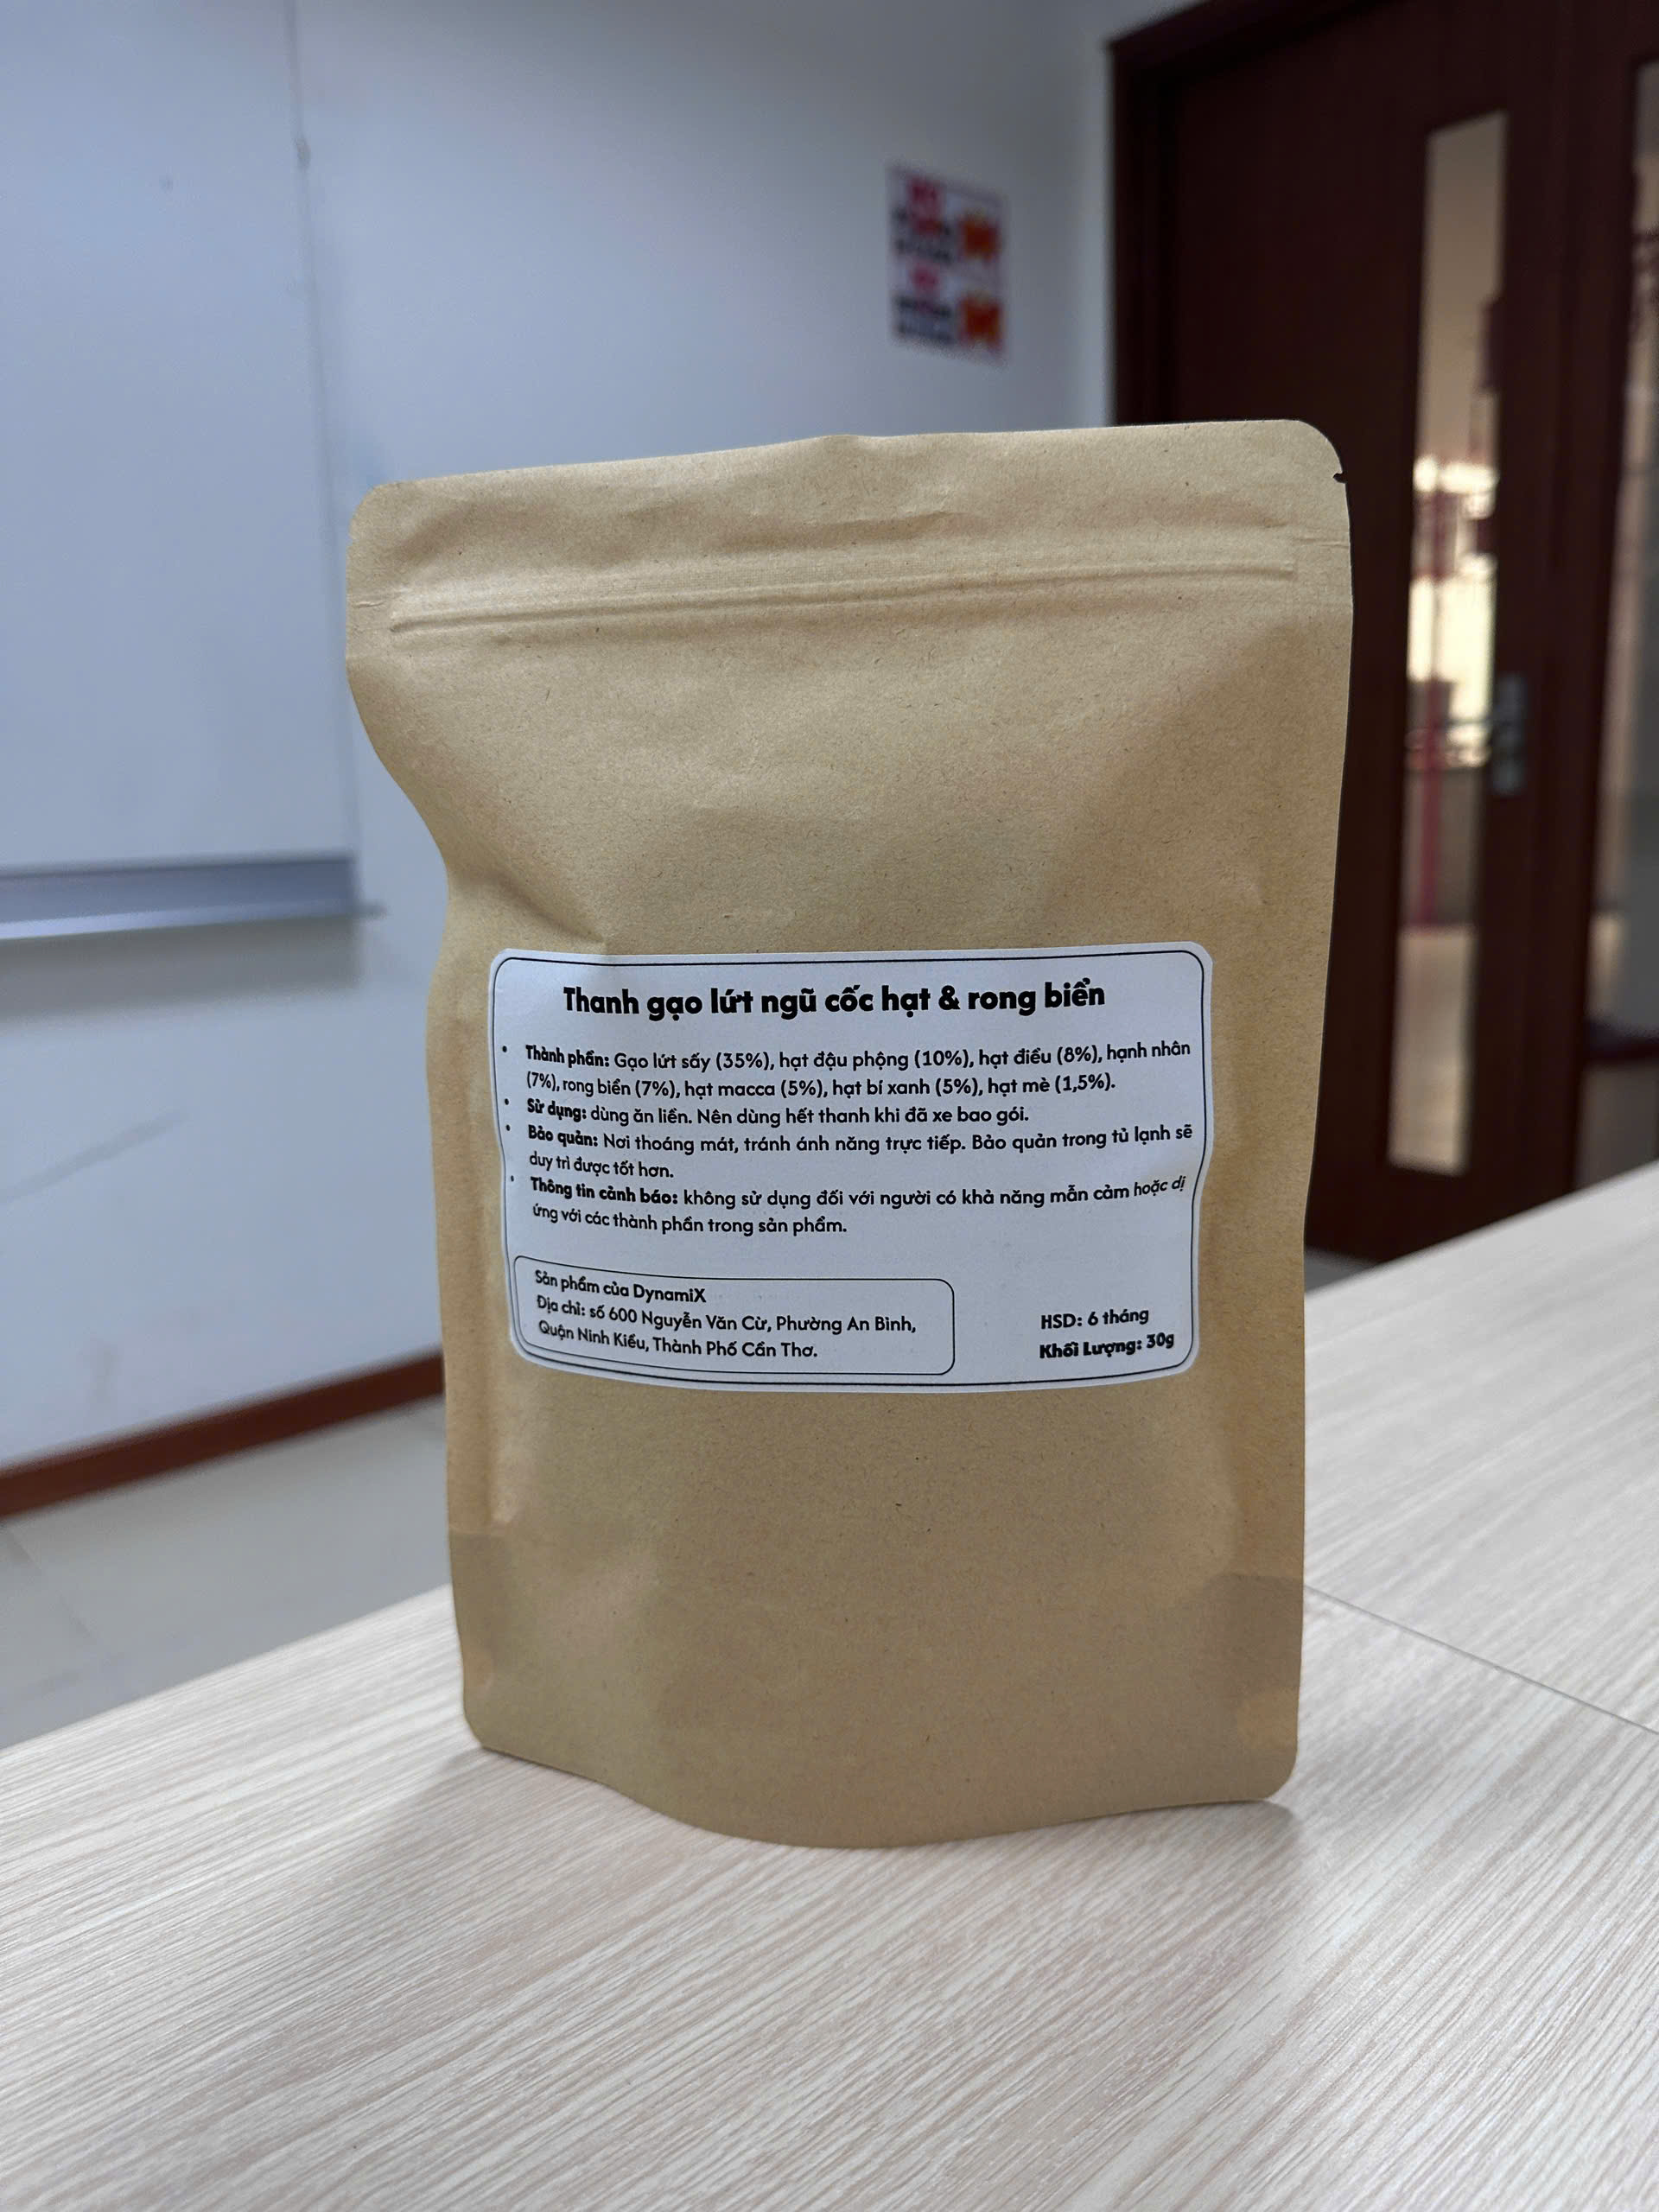 Thanh gạo lứt ngũ cốc hạt & rong biển
• Thành phần: Gạo lứt sấy (35%), hạt đậu phộng (10%), hạt điều (8%), hạnh nhân
(7%), rong biển (7%), hạt macca (5%), hạt bí xanh (5%), hạt mè (1,5%).
• Sử dụng: dùng ăn liền. Nên dùng hết thanh khi đã xe bao gói.
• Bảo quản: Nơi thoáng mát, tránh ánh năng trực tiếp. Bảo quản trong tủ lạnh sẽ
duy trì được tốt hơn.
• Thông tin cảnh báo: không sử dụng đối với người có khả năng mẫn cảm hoặc dị
ứng với các thành phần trong sản phẩm.
Sản phẩm của DynamiX
Địa chỉ: số 600 Nguyễn Văn Cừ, Phường An Bình,
Quận Ninh Kiều, Thành Phố Cần Thơ.
HSD: 6 tháng
Khối Lượng: 30g